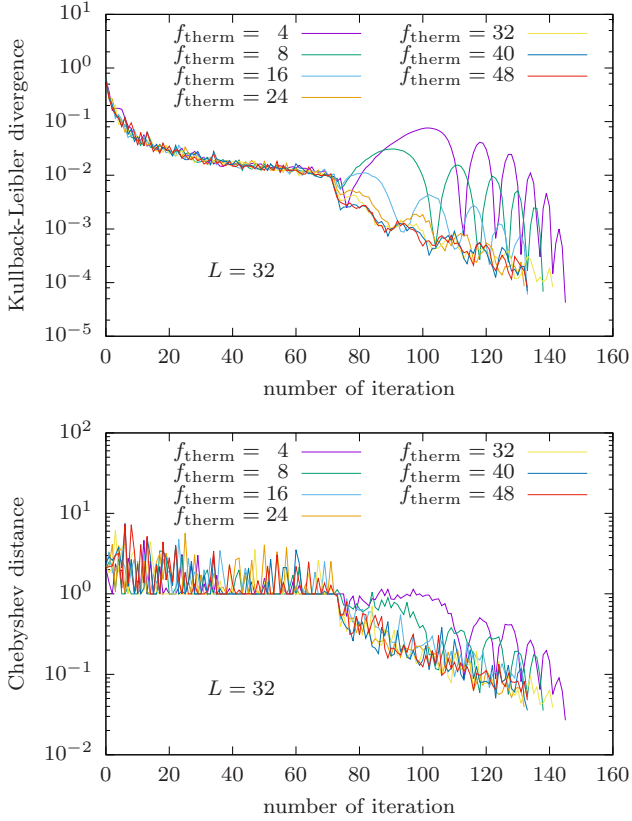 Kullback-Leibler divergence
10^1
10^0
10^-1
10^-2
10^-3
10^-4
10^-5
f_therm = 4
f_therm = 8
f_therm = 16
f_therm = 24
f_therm = 32
f_therm = 40
f_therm = 48
L = 32
0 20 40 60 80 100 120 140 160
number of iteration
Chebyshev distance
10^2
10^1
10^0
10^-1
10^-2
f_therm = 4
f_therm = 8
f_therm = 16
f_therm = 24
f_therm = 32
f_therm = 40
f_therm = 48
L = 32
0 20 40 60 80 100 120 140 160
number of iteration